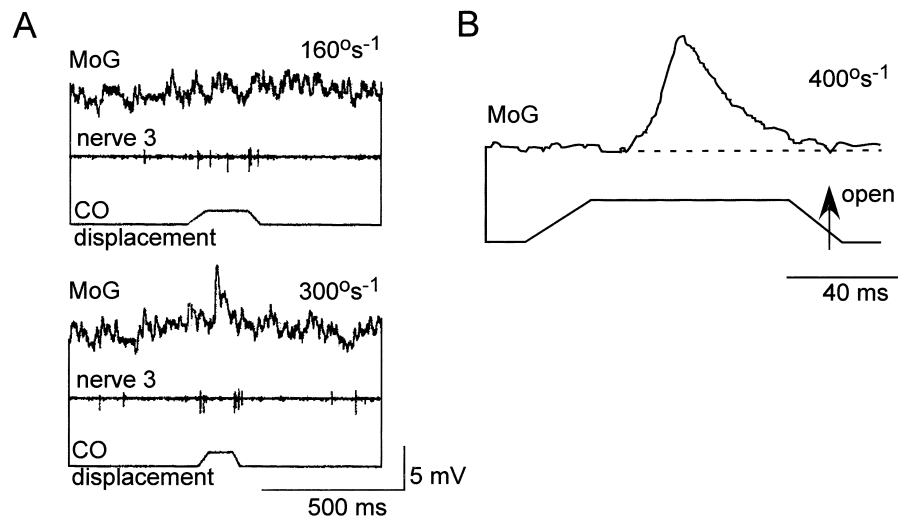 A
MoG
160°s-1
nerve 3
CO
displacement
MoG
300°s-1
nerve 3
CO
displacement
5 mV
500 ms
B
400°s-1
MoG
open
40 ms